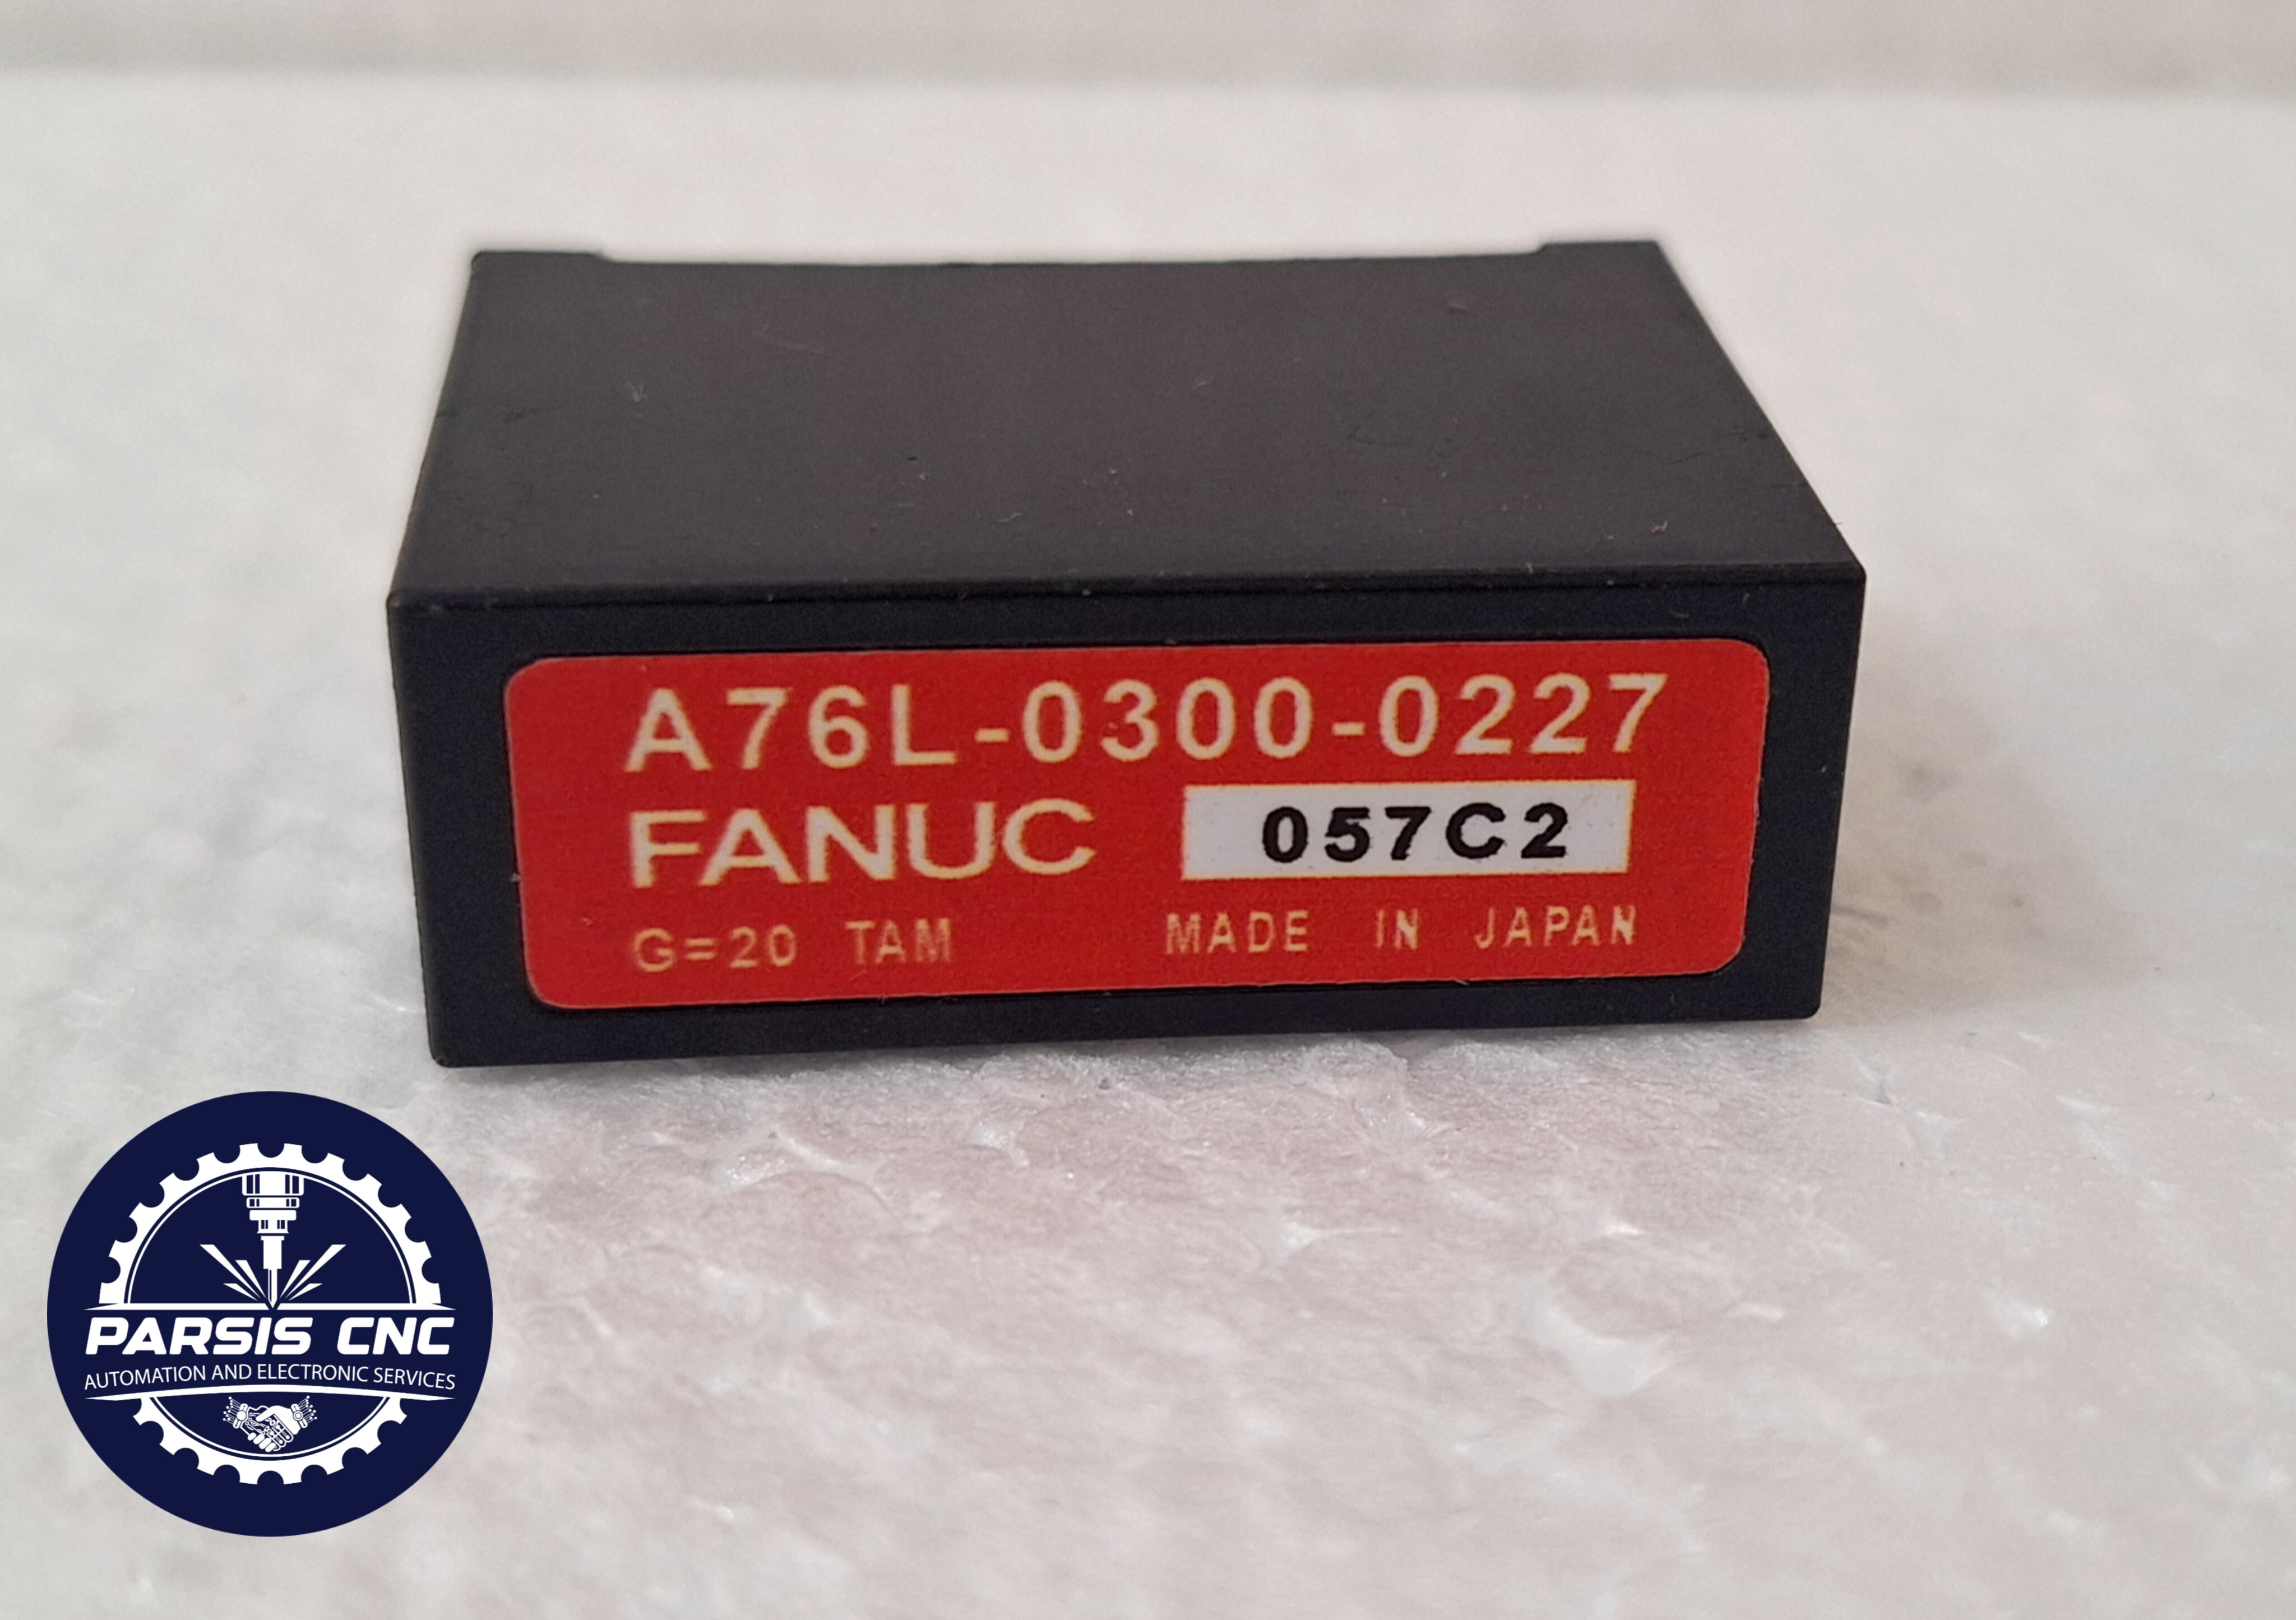 A76L-0300-0227
FANUC 057C2
G=20 TAM MADE IN JAPAN
PARSIS CNC
AUTOMATION AND ELECTRONIC SERVICES